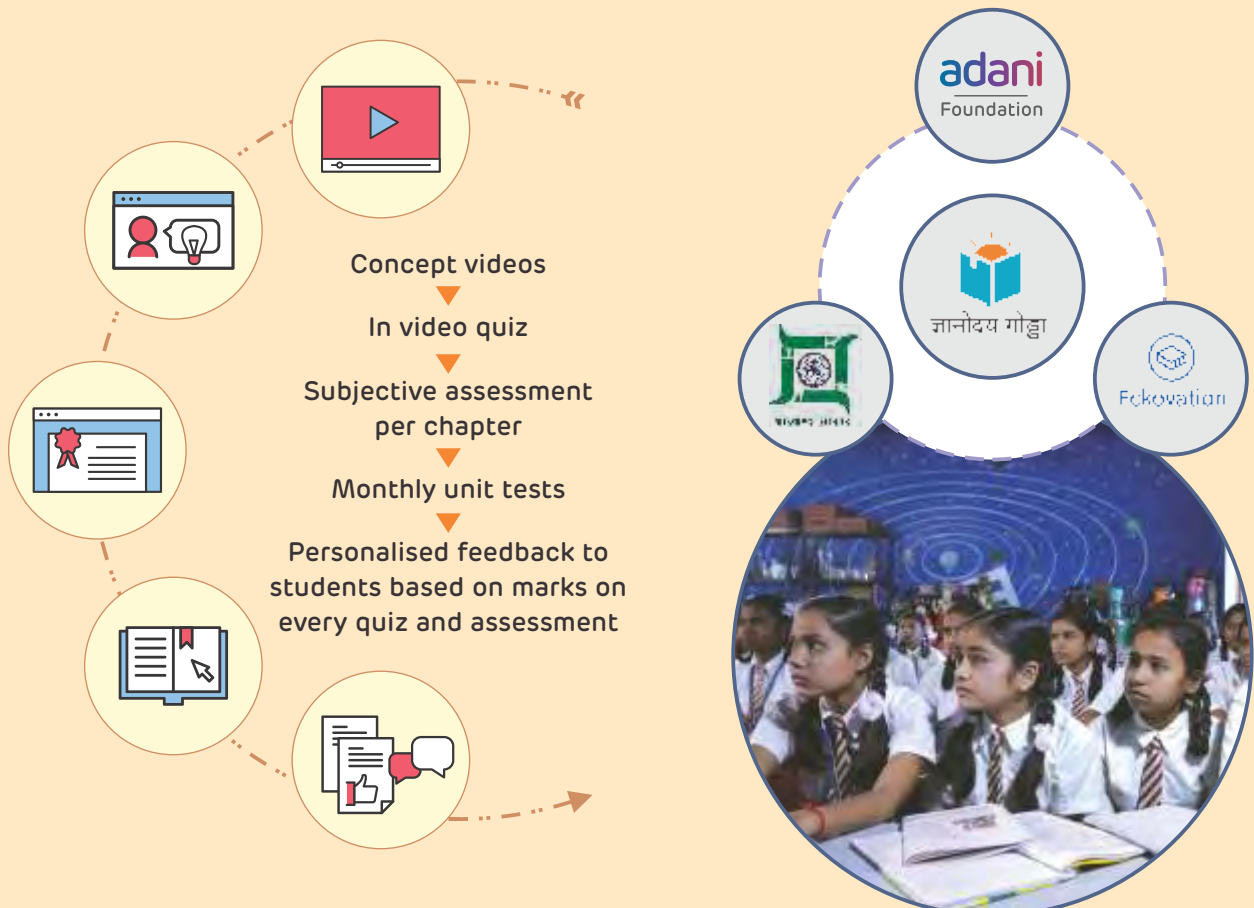 adani
Foundation
ज्ञानोदय गोड्डा
Eckovation
Concept videos
In video quiz
Subjective assessment
per chapter
Monthly unit tests
Personalised feedback to
students based on marks on
every quiz and assessment